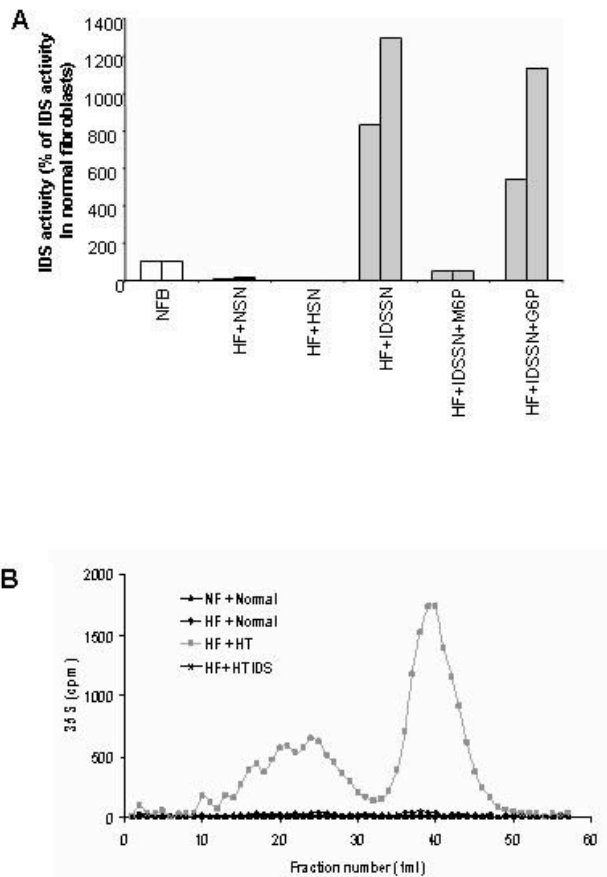 A
IDS activity (% of IDS activity
In normal fibroblasts)
1400
1200
1000
800
600
400
200
0
NFB
HF+NSN
HF+HSN
HF+IDSSN
HF+IDSSN+M6P
HF+IDSSN+G6P
B
35 S (cpm)
2000
1500
1000
500
0
NF +Normal
HF +Normal
HF +HT
HF+HT IDS
0 10 20 30 40 50 60
Fraction number (1ml)